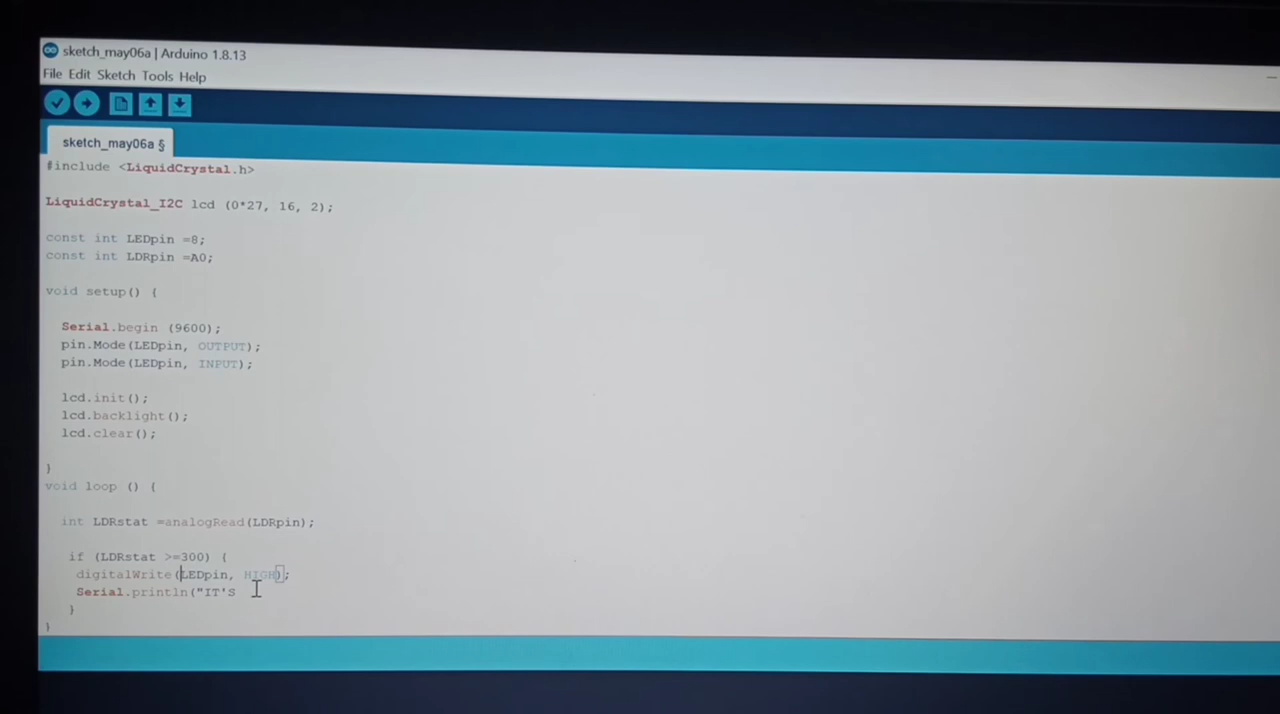 sketch_may06a | Arduino 1.8.13
File Edit Sketch Tools Help
sketch_may06a §
#include <LiquidCrystal.h>
LiquidCrystal_I2C lcd (0*27, 16, 2);
const int LEDpin =8;
const int LDRpin =A0;
void setup() {
Serial.begin (9600);
pin.Mode(LEDpin, OUTPUT);
pin.Mode(LEDpin, INPUT);
lcd.init();
lcd.backlight();
lcd.clear();
}
void loop () {
int LDRstat =analogRead(LDRpin);
if (LDRstat >=300) {
digitalWrite(LEDpin, HIGH);
Serial.println("IT'S
}
}